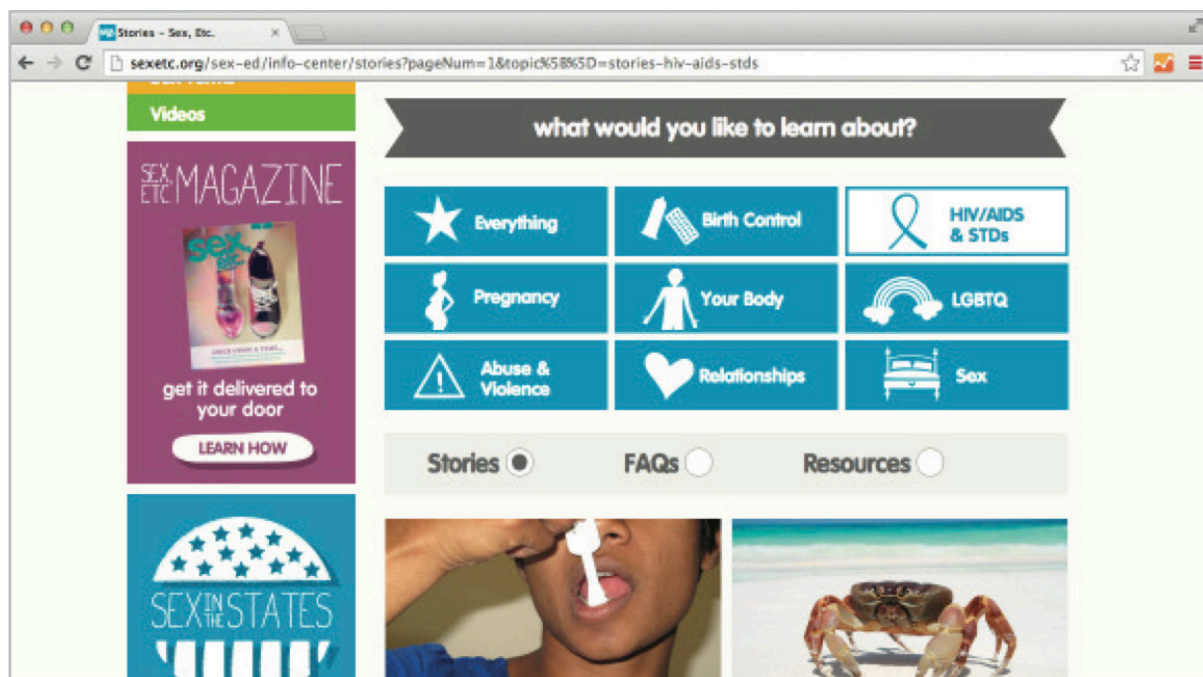 Stories - Sex, Etc.
sexetc.org/sex-ed/info-center/stories?pageNum=1&topic%5B%5D=stories-hiv-aids-stds
Videos
SEX, ETC. MAGAZINE
sex, etc.
get it delivered to
your door
LEARN HOW
SEX IN THE STATES
what would you like to learn about?
Everything
Birth Control
HIV/AIDS
& STDs
Pregnancy
Your Body
LGBTQ
Abuse &
Violence
Relationships
Sex
Stories
FAQs
Resources